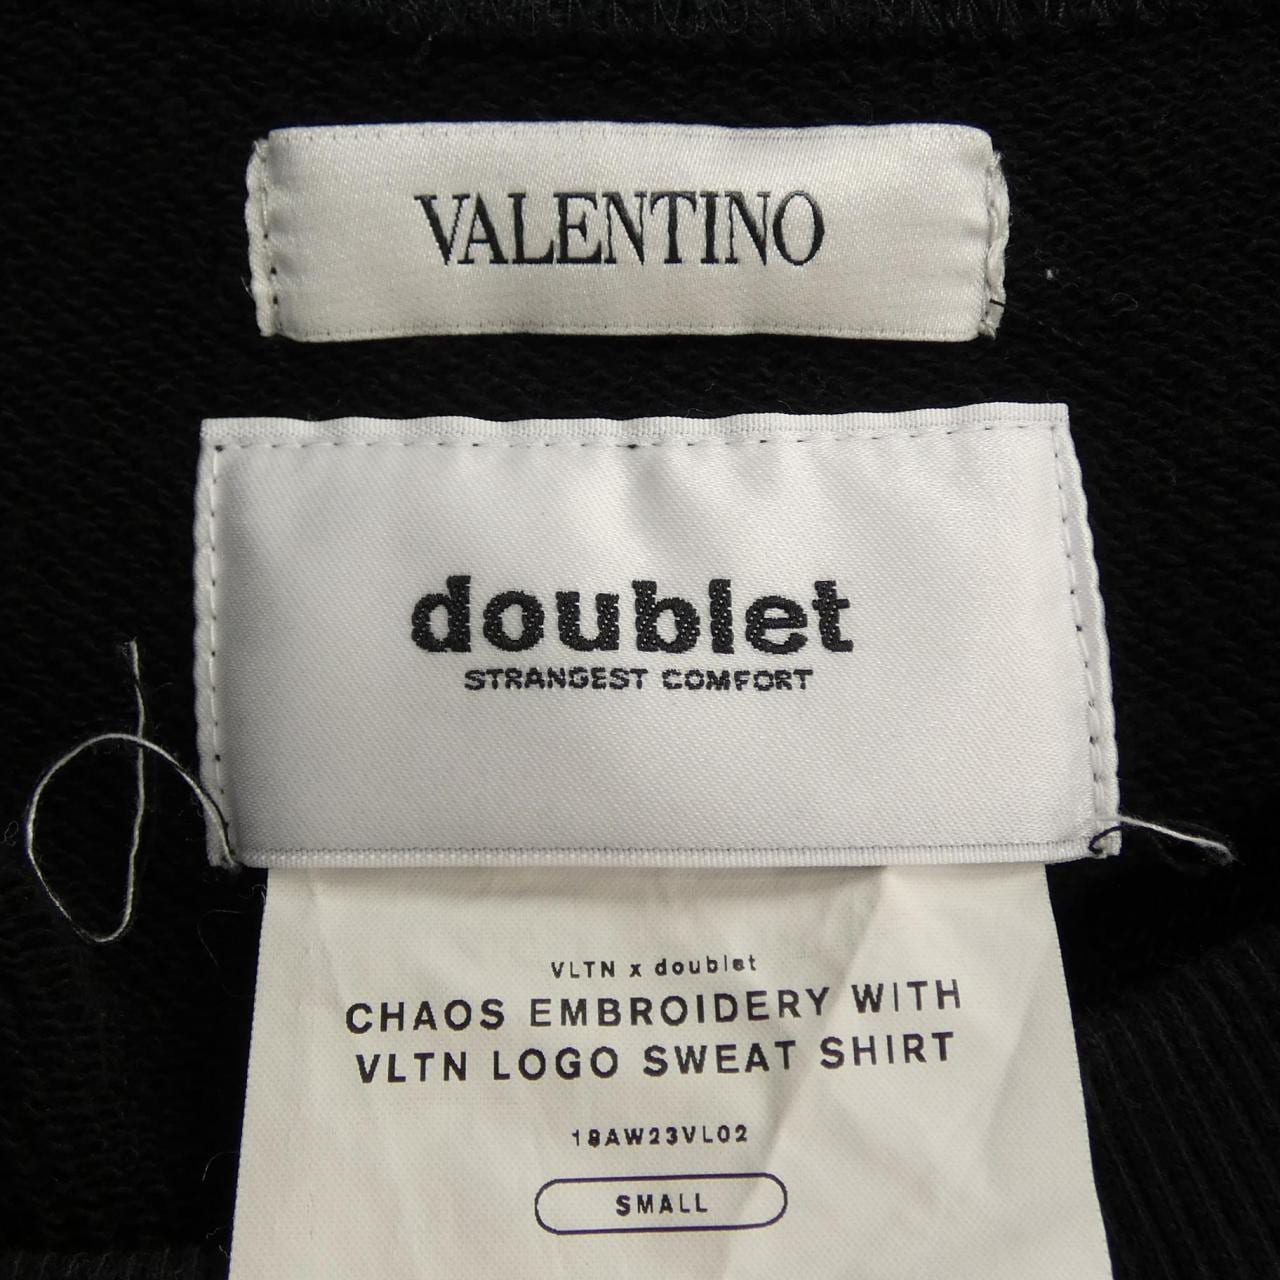 VALENTINO
doublet
STRANGEST COMFORT
VLTN x doublet
CHAOS EMBROIDERY WITH
VLTN LOGO SWEAT SHIRT
18AW23VL02
SMALL